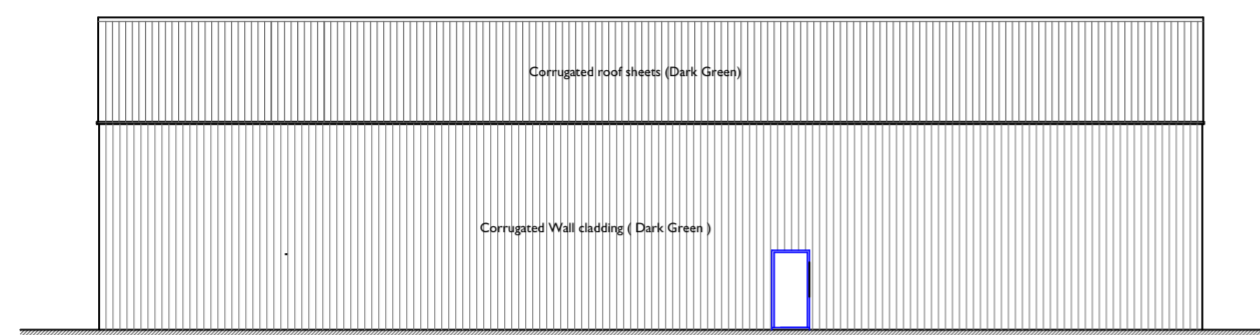 Corrugated roof sheets (Dark Green)
Corrugated Wall cladding ( Dark Green )